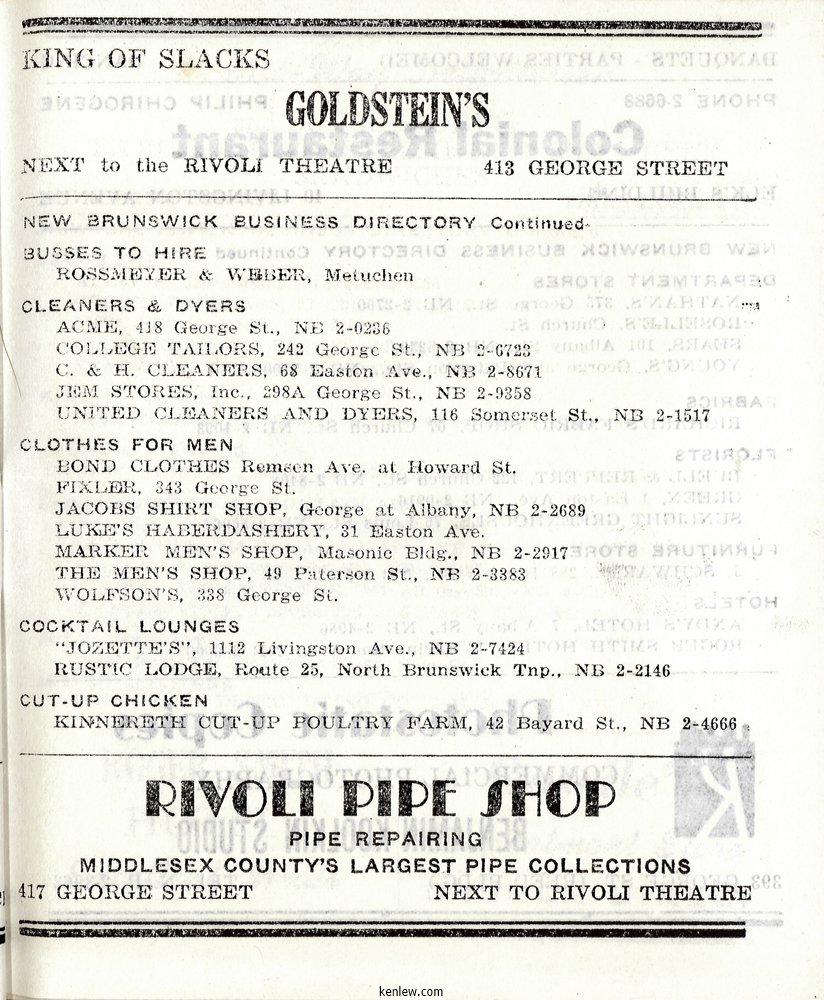 KING OF SLACKS
GOLDSTEIN'S
NEXT to the RIVOLI THEATRE 413 GEORGE STREET
NEW BRUNSWICK BUSINESS DIRECTORY Continued
BUSSES TO HIRE
ROSSMEYER & WEBER, Metuchen
CLEANERS & DYERS
ACME, 418 George St., NB 2-0236
COLLEGE TAILORS, 242 George St., NB 2-6723
C. & H. CLEANERS, 68 Easton Ave., NB 2-8671
JEM STORES, Inc., 298A George St., NB 2-9358
UNITED CLEANERS AND DYERS, 116 Somerset St., NB 2-1517
CLOTHES FOR MEN
BOND CLOTHES Remsen Ave. at Howard St.
FIXLER, 343 George St.
JACOBS SHIRT SHOP, George at Albany, NB 2-2689
LUKE'S HABERDASHERY, 31 Easton Ave.
MARKER MEN'S SHOP, Masonic Bldg., NB 2-2917
THE MEN'S SHOP, 49 Paterson St., NB 2-3383
WOLFSON'S, 338 George St.
COCKTAIL LOUNGES
"JOZETTE'S", 1112 Livingston Ave., NB 2-7424
RUSTIC LODGE, Route 25, North Brunswick Tnp., NB 2-2146
CUT-UP CHICKEN
KINNERETH CUT-UP POULTRY FARM, 42 Bayard St., NB 2-4666
RIVOLI PIPE SHOP
PIPE REPAIRING
MIDDLESEX COUNTY'S LARGEST PIPE COLLECTIONS
417 GEORGE STREET NEXT TO RIVOLI THEATRE
kenlew.com